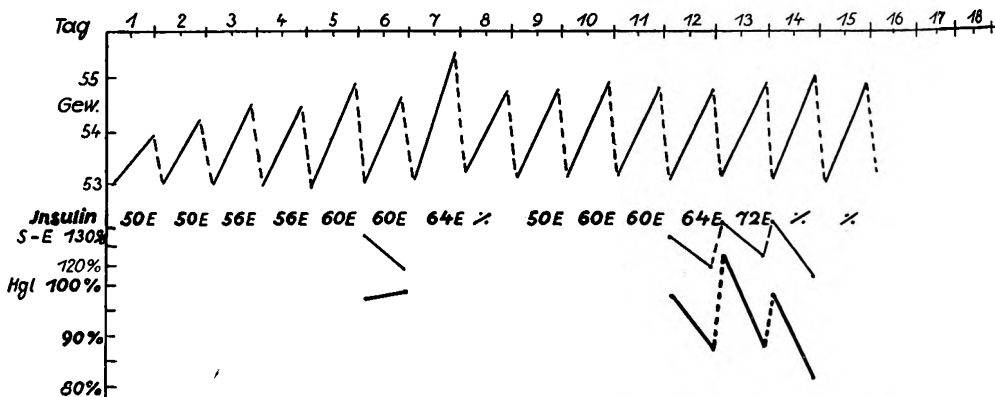 Tag 1 2 3 4 5 6 7 8 9 10 11 12 13 14 15 16 17 18
55
Gew.
54
53
Jnsulin 50E 50E 56E 56E 60E 60E 64E ٪ 50E 60E 60E 64E 72E ٪ ٪
S-E 130%
120%
Hgl 100%
90%
80%